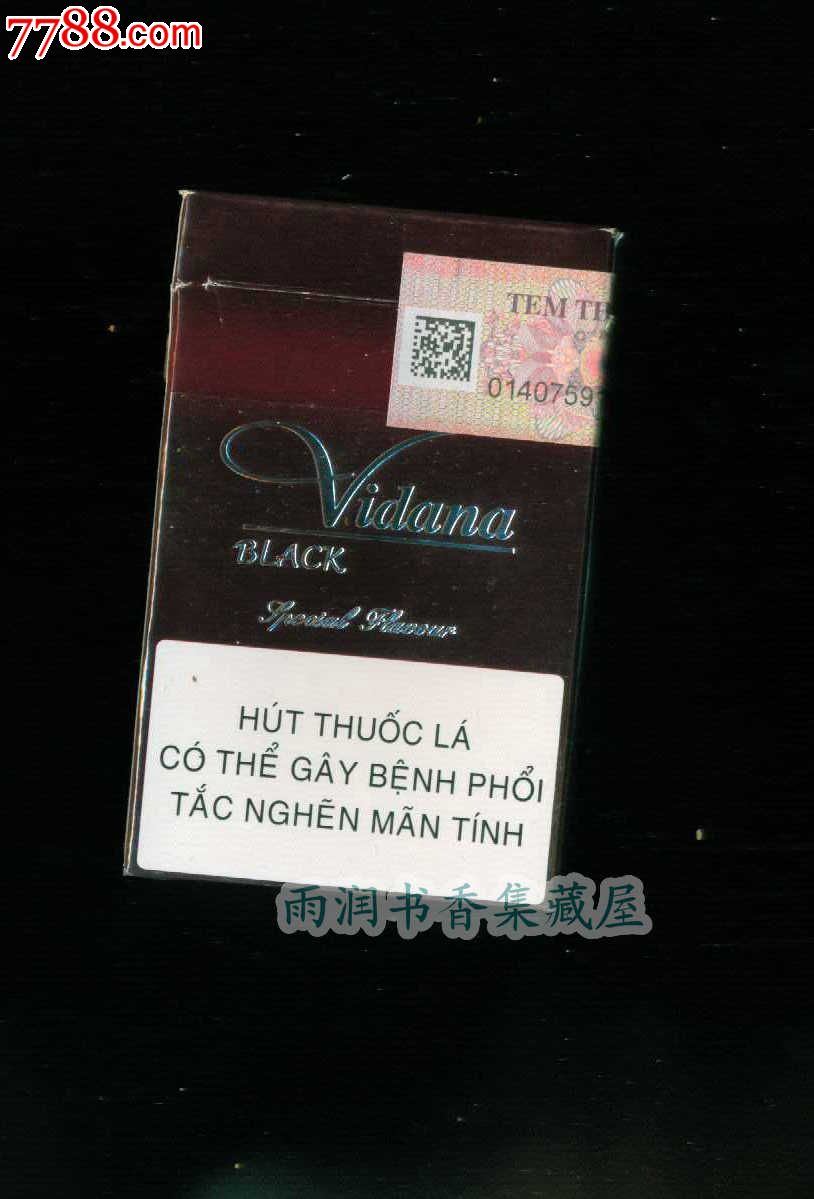 7788.com
TEM TH
01407591
Vidana
BLACK
Special Flavour
HÚT THUỐC LÁ
CÓ THỂ GÂY BỆNH PHỔI
TẮC NGHẼN MÃN TÍNH
雨润书香集藏屋